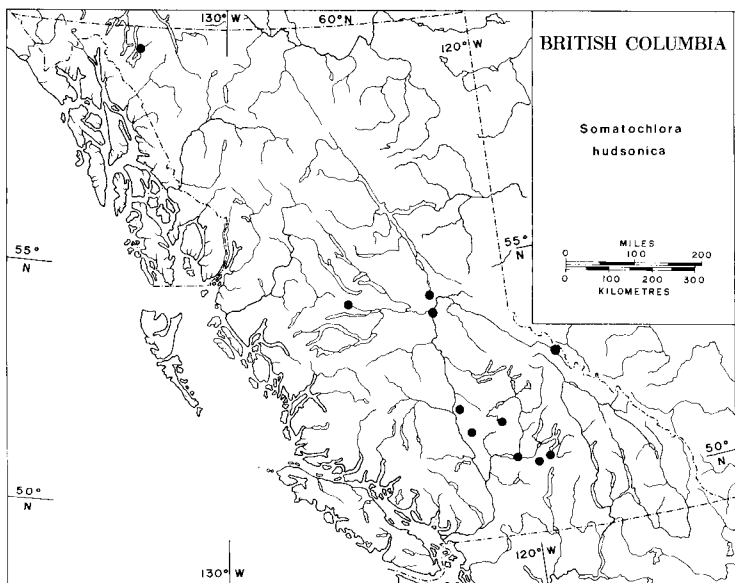 130° W
60° N
120° W
BRITISH COLUMBIA
Somatochlora
hudsonica
MILES
0 100 200
0 100 200 300
KILOMETRES
55°
N
55°
N
50°
N
50°
N
130° W
120° W